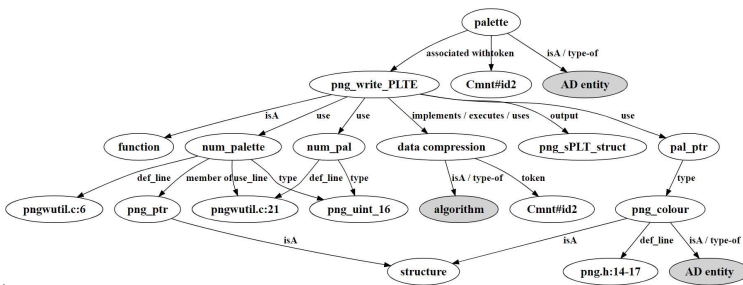 palette
associated with token isA / type-of
png_write_PLTE Cmnt#id2 AD entity
isA use use implements / executes / uses output use
function num_palette num_pal data compression png_sPLT_struct pal_ptr
def_line member of use_line type def_line type isA / type-of token type
pngwutil.c:6 png_ptr pngwutil.c:21 png_uint_16 algorithm Cmnt#id2 png_colour
isA isA def_line isA / type-of
structure png.h:14-17 AD entity